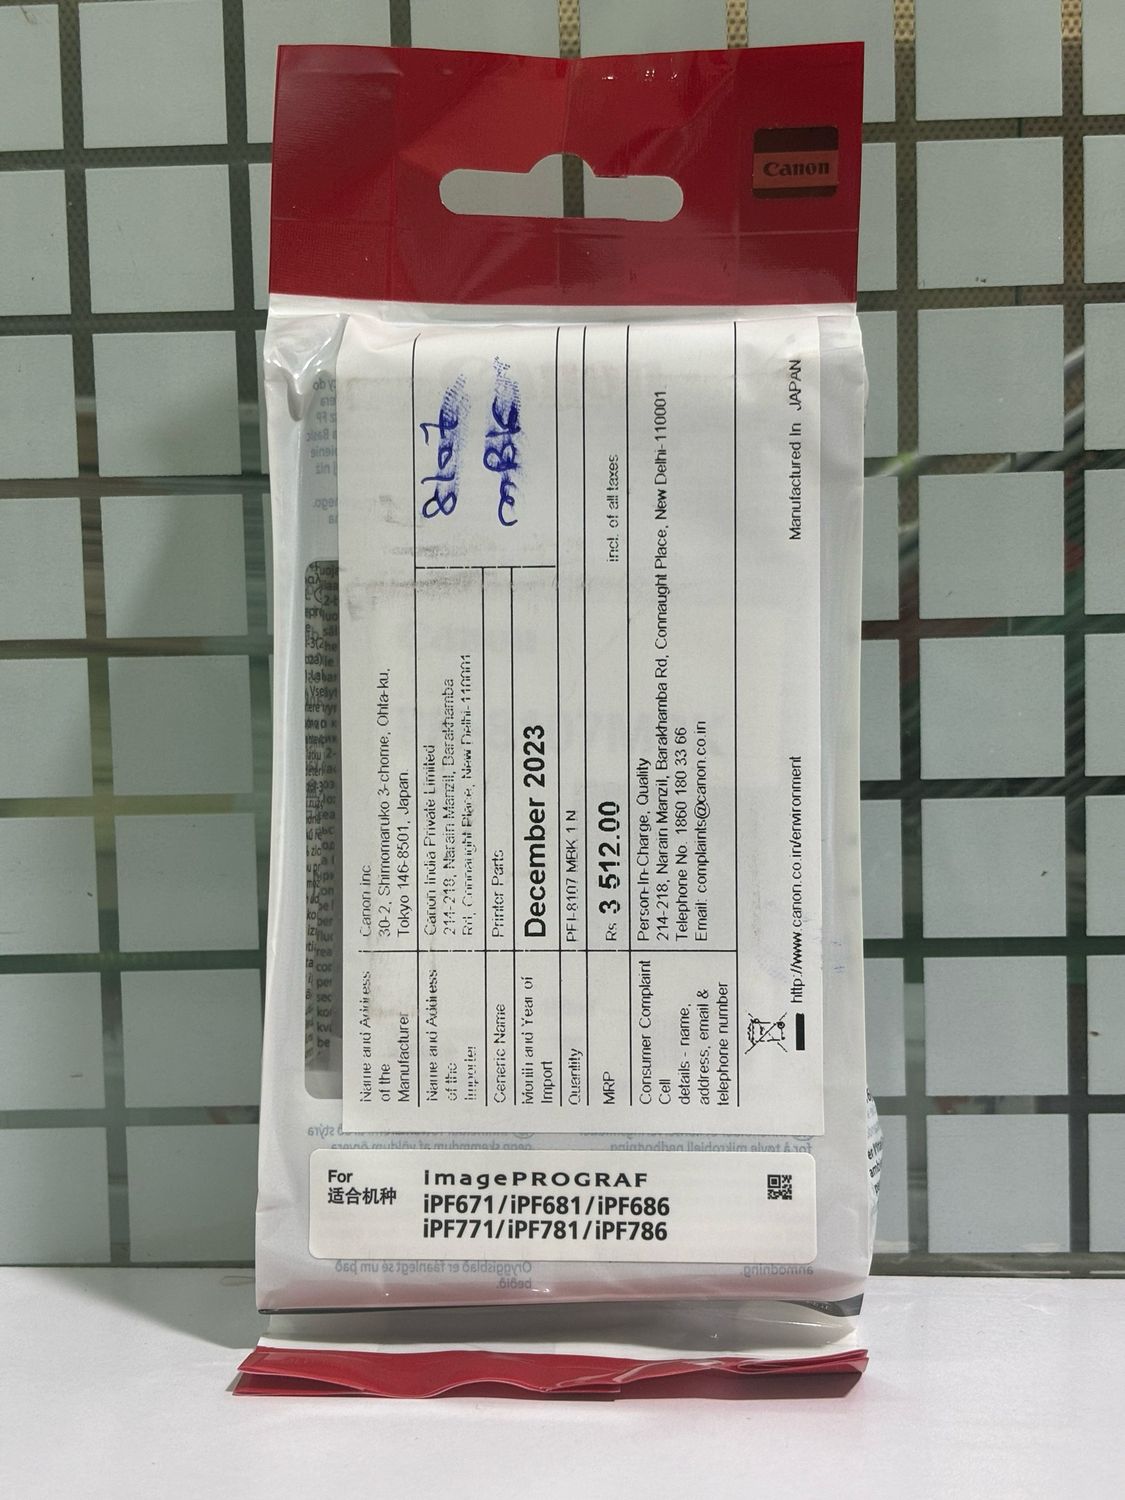 Canon
Name and Address of the Manufacturer
Canon Inc.
30-2, Shimomaruko 3-chome, Ohta-ku,
Tokyo 146-8501, Japan.
Name and Address of the Importer
Canon India Private Limited
214-218, Narain Manzil, Barakhamba
Rd, Connaught Place, New Delhi-110001
8107
mBK
Generic Name
Printer Parts
Month and Year of Import
December 2023
Quantity
PFI-8107 MBK 1 N
MRP
Rs 3 512.00 incl. of all taxes
Consumer Complaint
Cell
details - name,
address, email &
telephone number
Person-In-Charge, Quality
214-218, Narain Manzil, Barakhamba Rd, Connaught Place, New Delhi-110001
Telephone No. 1860 180 33 66
Email: complaints@canon.co.in
http://www.canon.co.in/environment
Manufactured In JAPAN
For
适合机种
imagePROGRAF
iPF671/iPF681/iPF686
iPF771/iPF781/iPF786